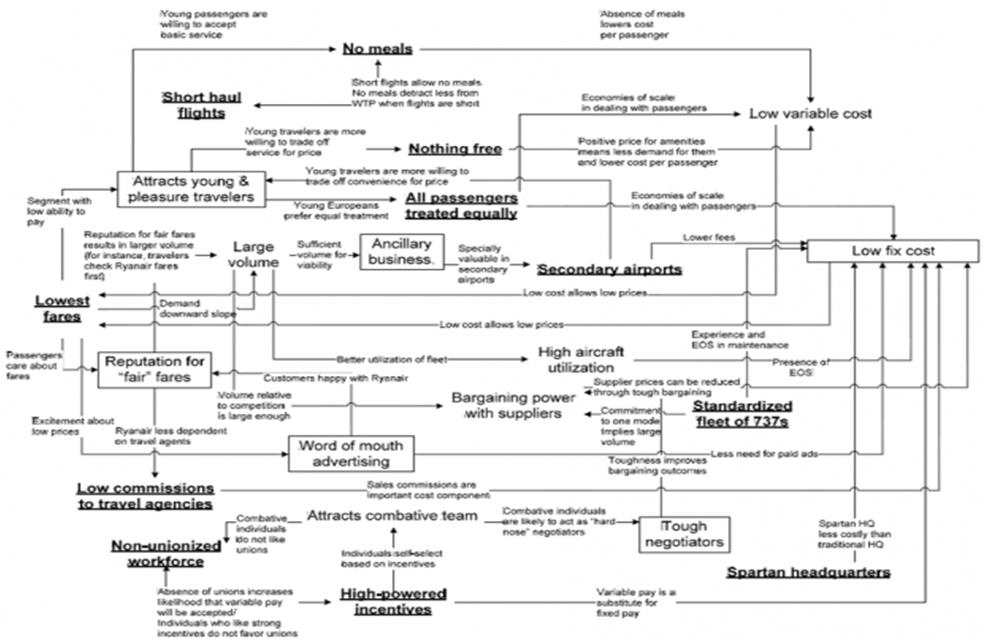 Young passengers are
willing to accept
basic service
Absence of meals
lowers cost
per passenger
No meals
Short flights allow no meals
No meals detract less from
WTP when flights are short
Short haul
flights
Economies of scale
in dealing with passengers
Low variable cost
Young travelers are more
willing to trade off
service for price
Nothing free
Positive price for amenities
means less demand for them
and lower cost per passenger
Attracts young &
pleasure travelers
Young travelers are more willing to
trade off convenience for price
Segment with
low ability to
pay
Young Europeans
prefer equal treatment
All passengers
treated equally
Economies of scale
in dealing with passengers
Reputation for fair fares
results in larger volume
(for instance, travelers
check Ryanair fares
first)
Large
volume
Sufficient
volume for
viability
Ancillary
business.
Specially
valuable in
secondary
airports
Secondary airports
Lower fees
Low fix cost
Low cost allows low prices
Lowest
fares
Demand
downward slope
Low cost allows low prices
Experience and
EOS in maintenance
Passengers
care about
fares
Reputation for
"fair" fares
Better utilization of fleet
High aircraft
utilization
Presence of
EOS
Customers happy with Ryanair
Supplier prices can be reduced
through tough bargaining
Volume relative
to competition
is large enough
Bargaining power
with suppliers
Commitment
to one mode
Implies large
volume
Standardized
fleet of 737s
Excitement about
low prices
Ryanair less dependent
on travel agents
Word of mouth
advertising
Less need for paid ads
Toughness improves
bargaining outcomes
Low commissions
to travel agencies
Sales commissions are
important cost component
Combative
individuals
do not like
unions
Attracts combative team
Combative individuals
are likely to act as "hard
nose" negotiators
Tough
negotiators
Spartan HQ
less costly than
traditional HQ
Non-unionized
workforce
Individuals self-select
based on incentives
Spartan headquarters
Absence of unions increases
likelihood that variable pay
will be accepted/
Individuals who like strong
incentives do not favor unions
High-powered
incentives
Variable pay is a
substitute for
fixed pay